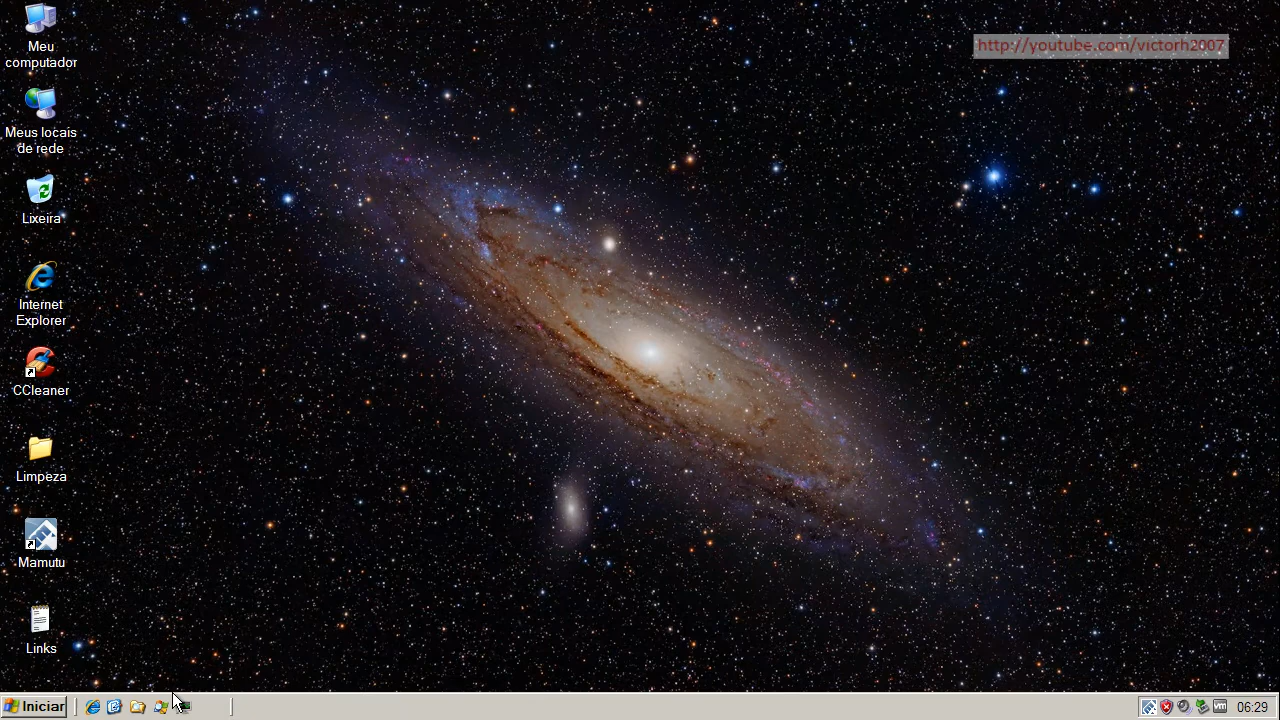 http://youtube.com/victorh2007
Meu
computador
Meus locais
de rede
Lixeira
Internet
Explorer
CCleaner
Limpeza
Mamutu
Links
Iniciar
vm
06:29